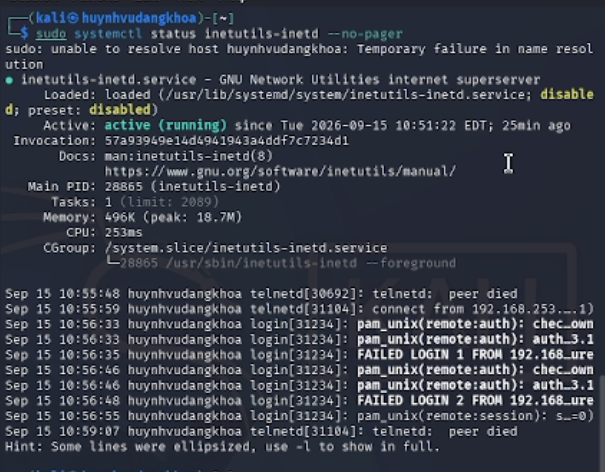 ┌──(kali㉿huynhvudangkhoa)-[~]
└─$ sudo systemctl status inetutils-inetd --no-pager
sudo: unable to resolve host huynhvudangkhoa: Temporary failure in name resol
ution
● inetutils-inetd.service - GNU Network Utilities internet superserver
Loaded: loaded (/usr/lib/systemd/system/inetutils-inetd.service; disable
d; preset: disabled)
Active: active (running) since Tue 2026-09-15 10:51:22 EDT; 25min ago
Invocation: 57a93949e14d4941943a4ddf7c7234d1
Docs: man:inetutils-inetd(8)
https://www.gnu.org/software/inetutils/manual/
Main PID: 28865 (inetutils-inetd)
Tasks: 1 (limit: 2089)
Memory: 496K (peak: 18.7M)
CPU: 253ms
CGroup: /system.slice/inetutils-inetd.service
└─28865 /usr/sbin/inetutils-inetd --foreground
Sep 15 10:55:48 huynhvudangkhoa telnetd[30692]: telnetd:  peer died
Sep 15 10:55:59 huynhvudangkhoa telnetd[31104]: connect from 192.168.253.….1)
Sep 15 10:56:33 huynhvudangkhoa login[31234]: pam_unix(remote:auth): chec…own
Sep 15 10:56:33 huynhvudangkhoa login[31234]: pam_unix(remote:auth): auth…3.1
Sep 15 10:56:35 huynhvudangkhoa login[31234]: FAILED LOGIN 1 FROM 192.168…ure
Sep 15 10:56:46 huynhvudangkhoa login[31234]: pam_unix(remote:auth): chec…own
Sep 15 10:56:46 huynhvudangkhoa login[31234]: pam_unix(remote:auth): auth…3.1
Sep 15 10:56:48 huynhvudangkhoa login[31234]: FAILED LOGIN 2 FROM 192.168…ure
Sep 15 10:56:55 huynhvudangkhoa login[31234]: pam_unix(remote:session): s…=0)
Sep 15 10:59:07 huynhvudangkhoa telnetd[31104]: telnetd:  peer died
Hint: Some lines were ellipsized, use -l to show in full.